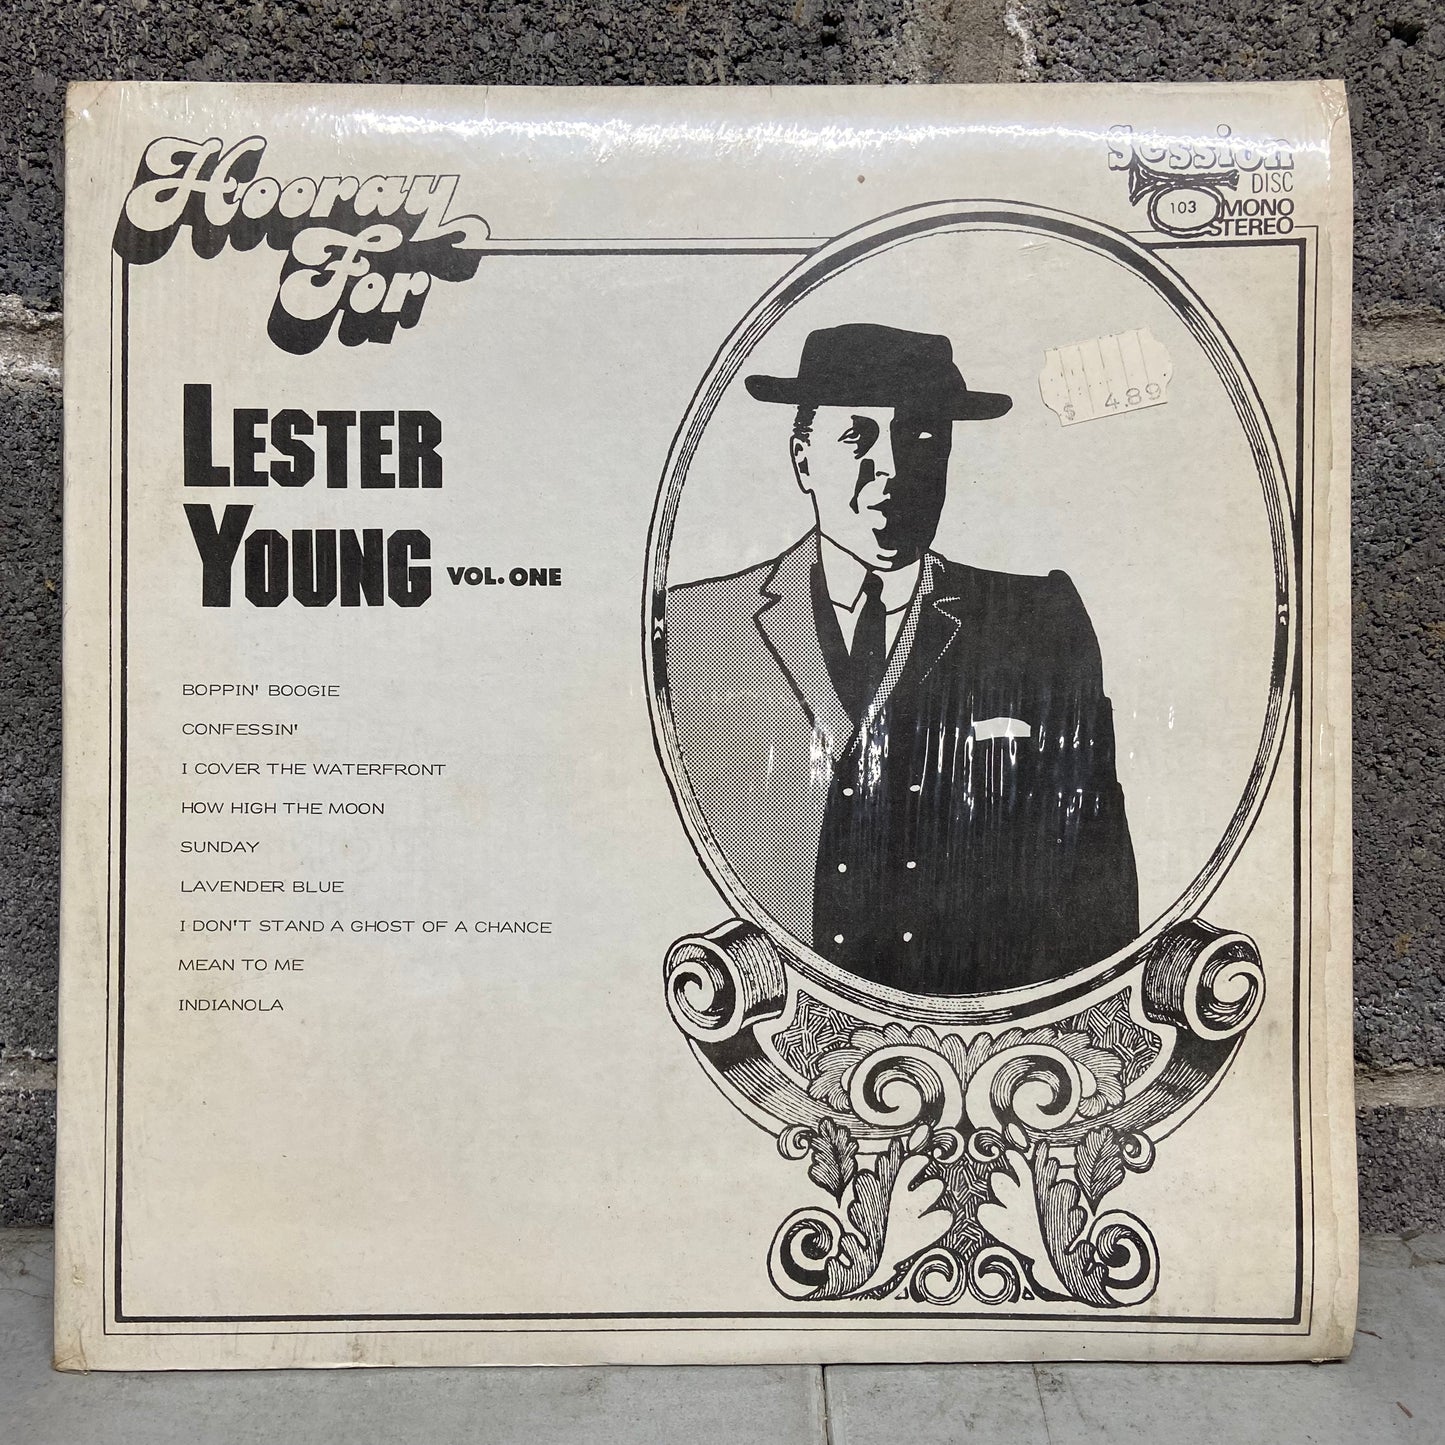 Hooray
For
LESTER
YOUNG VOL. ONE
BOPPIN' BOOGIE
CONFESSIN'
I COVER THE WATERFRONT
HOW HIGH THE MOON
SUNDAY
LAVENDER BLUE
I DON'T STAND A GHOST OF A CHANCE
MEAN TO ME
INDIANOLA
Session
DISC
103 MONO
STEREO
$ 4.89